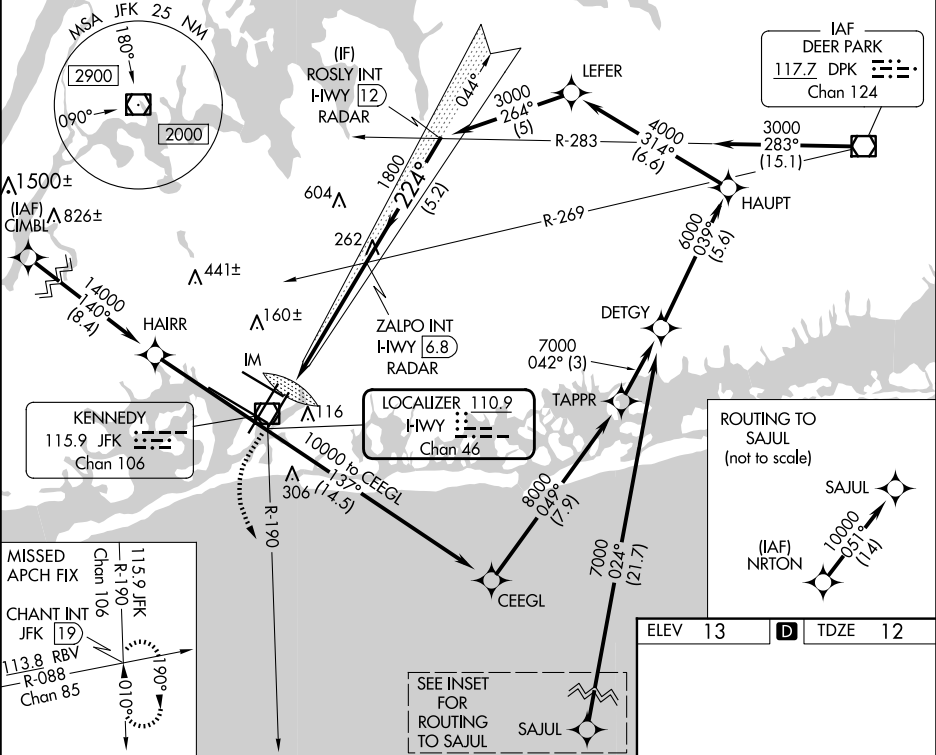 MSA JFK 25 NM
180°
2900
090°
2000
(IF)
ROSLY INT
I-IWY 12
RADAR
044°
3000
264°
(5)
LEFER
IAF
DEER PARK
117.7 DPK
Chan 124
R-283
4000
314°
(6.6)
3000
283°
(15.1)
HAUPT
1500±
(IAF)
CIMBL
826±
604
1800
224°
(5.2)
262
R-269
6000
039°
(5.6)
441±
14000
140°
(8.4)
HAIRR
160±
IM
ZALPO INT
I-IWY 6.8
RADAR
DETGY
7000
042° (3)
TAPPR
KENNEDY
115.9 JFK
Chan 106
116
LOCALIZER 110.9
I-IWY
Chan 46
306
10000 to CEEGL
137°
(14.5)
R-190
8000
049°
(7.9)
CEEGL
7000
024°
(21.7)
ROUTING TO
SAJUL
(not to scale)
SAJUL
10000
051°
(14)
(IAF)
NRTON
MISSED
APCH FIX
115.9 JFK
R-190
Chan 106
CHANT INT
JFK 19
113.8 RBV
R-088
Chan 85
190°
010°
SEE INSET
FOR
ROUTING
TO SAJUL
SAJUL
ELEV 13
D
TDZE 12